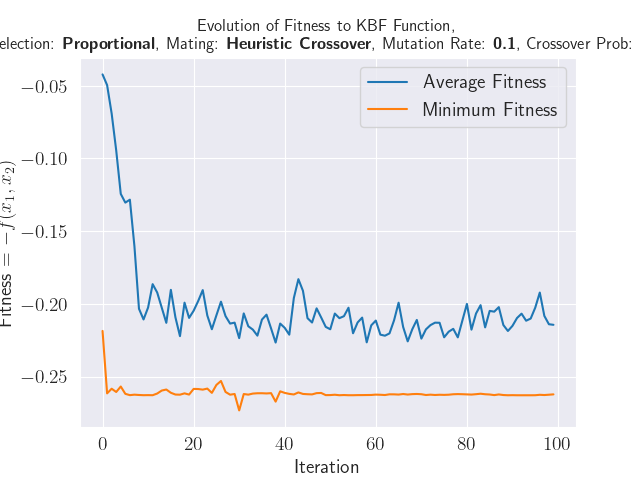 Evolution of Fitness to KBF Function,
election: Proportional, Mating: Heuristic Crossover, Mutation Rate: 0.1, Crossover Prob:
Average Fitness
Minimum Fitness
−0.05
−0.10
−0.15
−0.20
−0.25
Fitness = −f(x₁, x₂)
0 20 40 60 80 100
Iteration